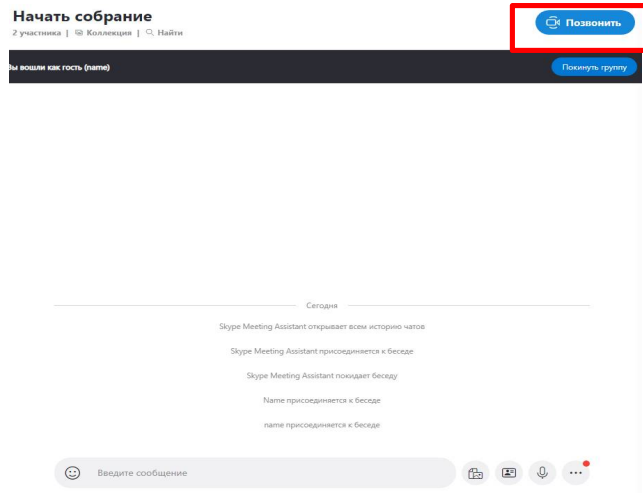 Начать собрание
Позвонить
2 участника | Коллекция | Найти
Вы вошли как гость (name)
Покинуть группу
Сегодня
Skype Meeting Assistant открывает всем историю чатов
Skype Meeting Assistant присоединяется к беседе
Skype Meeting Assistant покидает беседу
Name присоединяется к беседе
name присоединяется к беседе
Введите сообщение